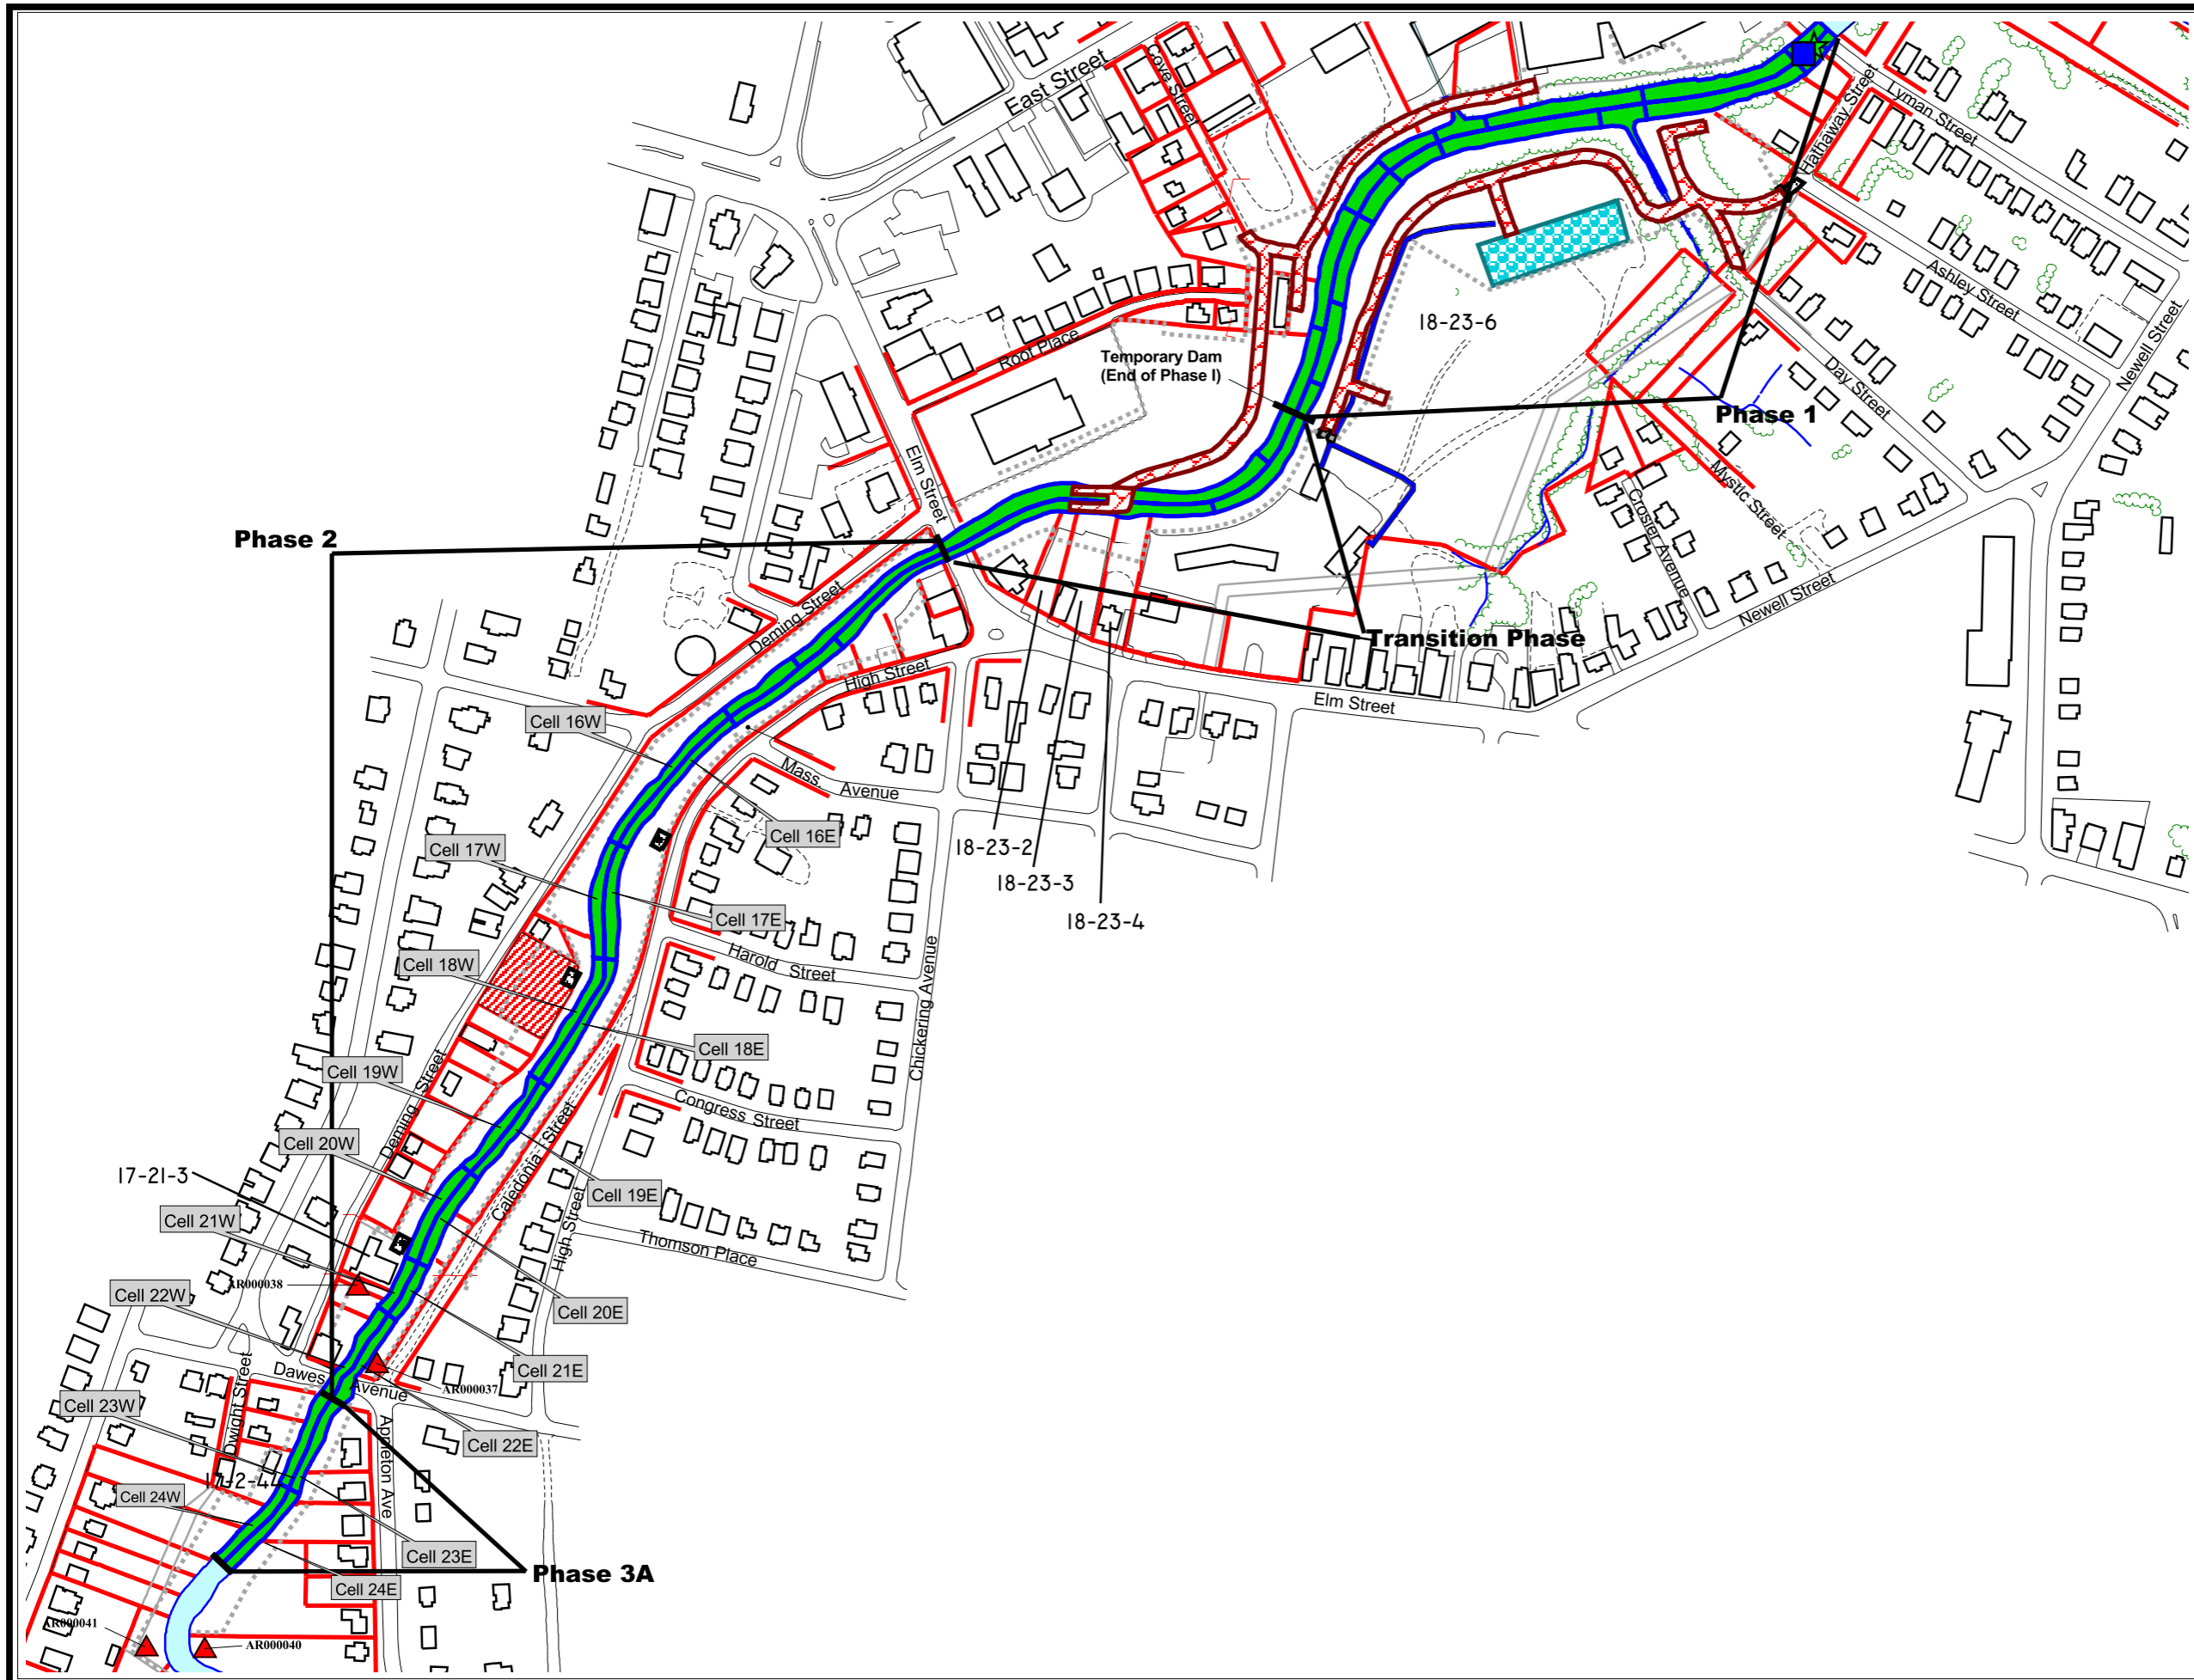 East Street
Cove Street
Hathaway Street
Lyman Street
Ashley Street
Newell Street
Day Street
18-23-6
Root Place
Temporary Dam
(End of Phase I)
Phase 1
Mystic Street
Crosier Avenue
Newell Street
Elm Street
Phase 2
Deming Street
Transition Phase
High Street
Elm Street
Cell 16W
Mass. Avenue
Cell 16E
Cell 17W
18-23-2
18-23-3
18-23-4
Cell 17E
Harold Street
Cell 18W
Chickering Avenue
Cell 18E
Cell 19W
Deming Street
Congress Street
Caledonia Street
Cell 20W
17-21-3
Cell 19E
Cell 21W
High Street
Thomson Place
AR000038
Cell 22W
Cell 20E
Cell 21E
Dawes Avenue
AR000037
Dwight Street
Cell 23W
Appleton Ave
Cell 22E
17-2-44
Cell 24W
Cell 23E
Phase 3A
Cell 24E
AR000041
AR000040